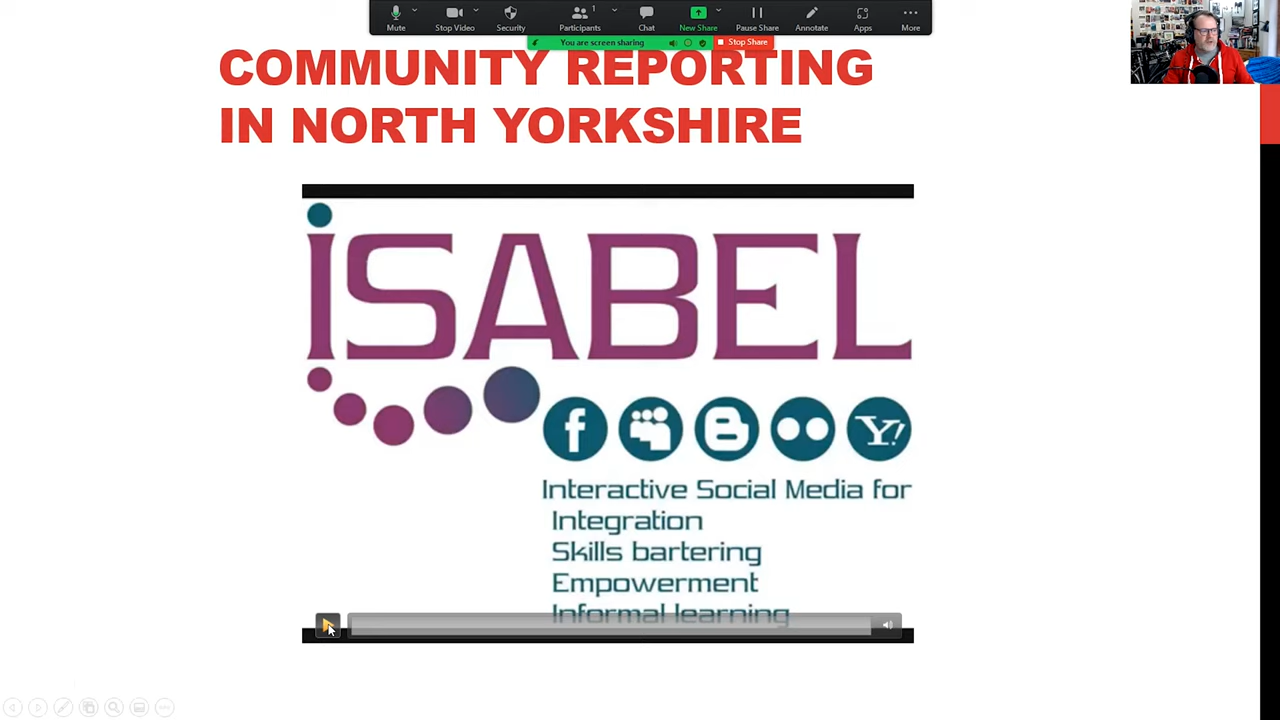 Mute
Stop Video
Security
1
Participants
Chat
New Share
Pause Share
Annotate
Apps
More
You are screen sharing
Stop Share
COMMUNITY REPORTING
IN NORTH YORKSHIRE
iSABEL
Interactive Social Media for
Integration
Skills bartering
Empowerment
Informal learning